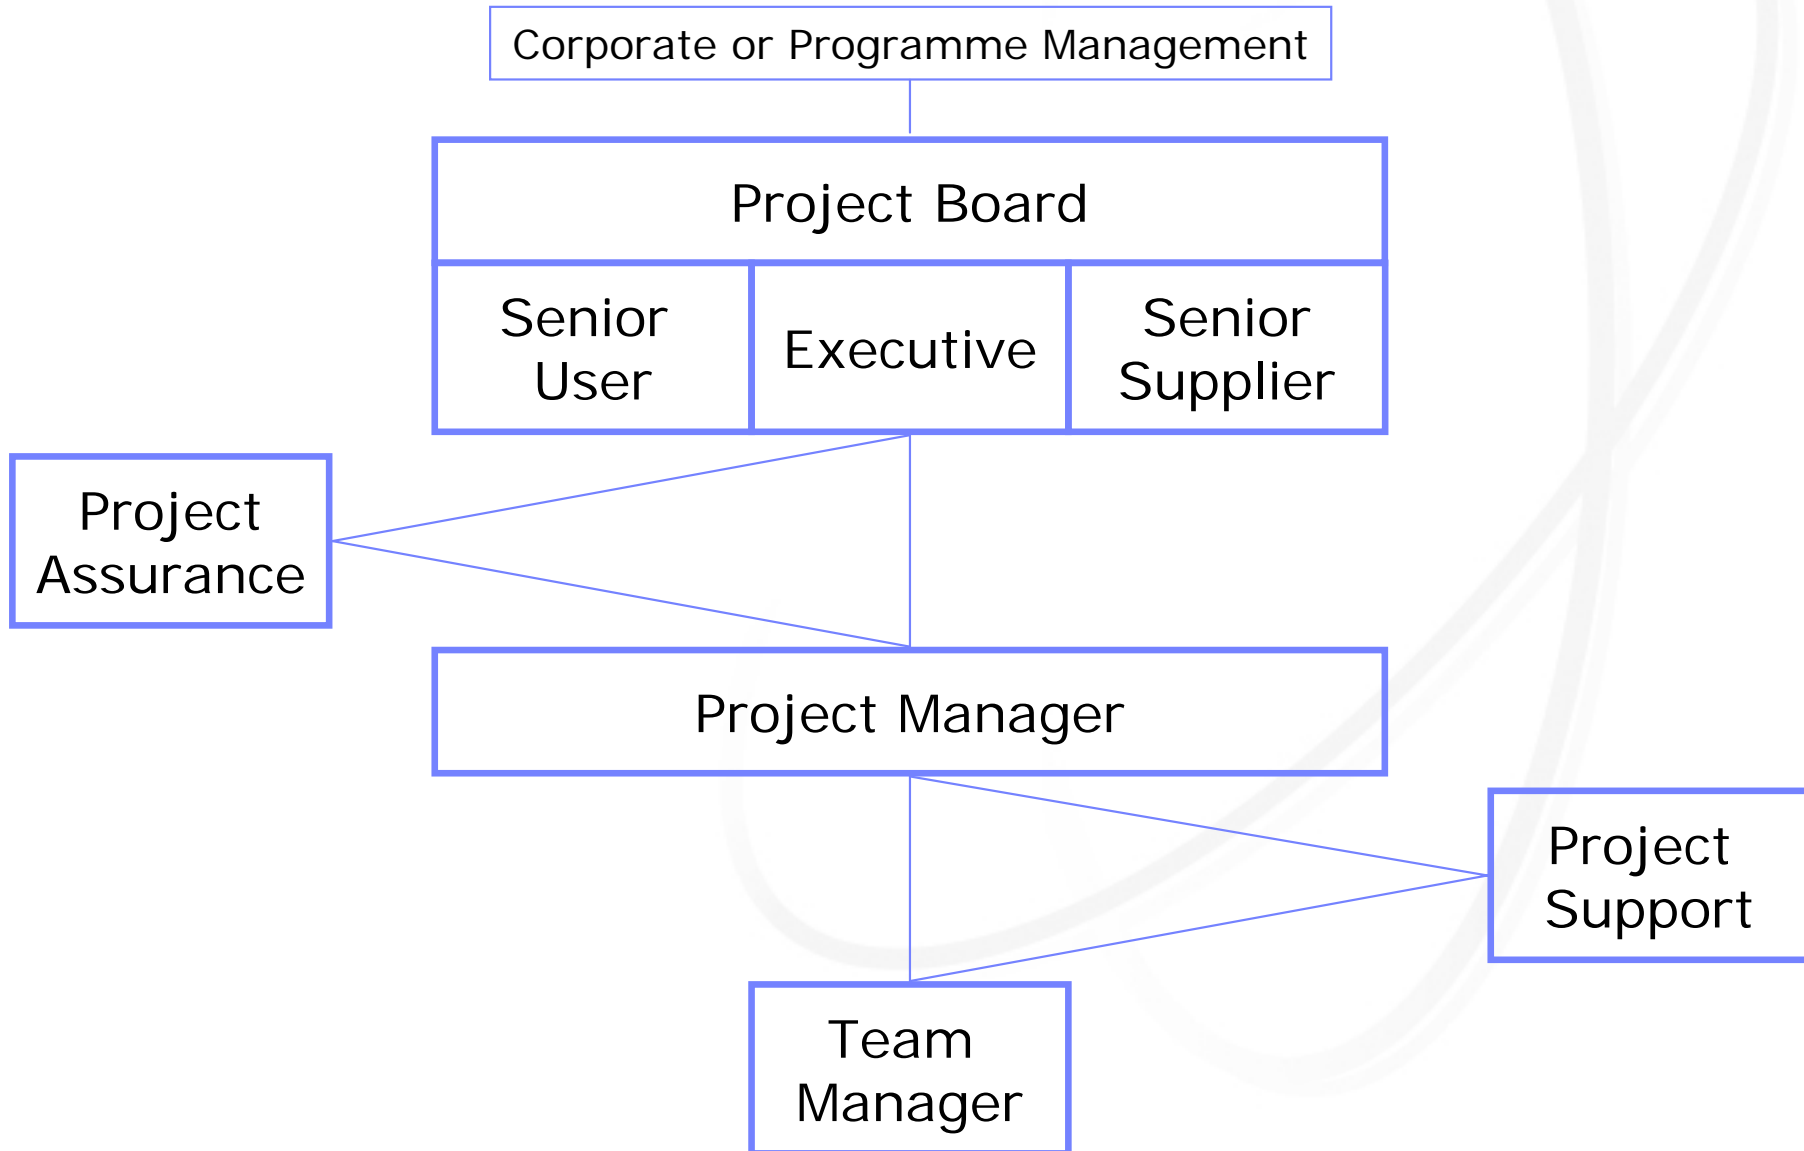 Corporate or Programme Management
Project Board
Senior
User
Executive
Senior
Supplier
Project
Assurance
Project Manager
Project
Support
Team
Manager